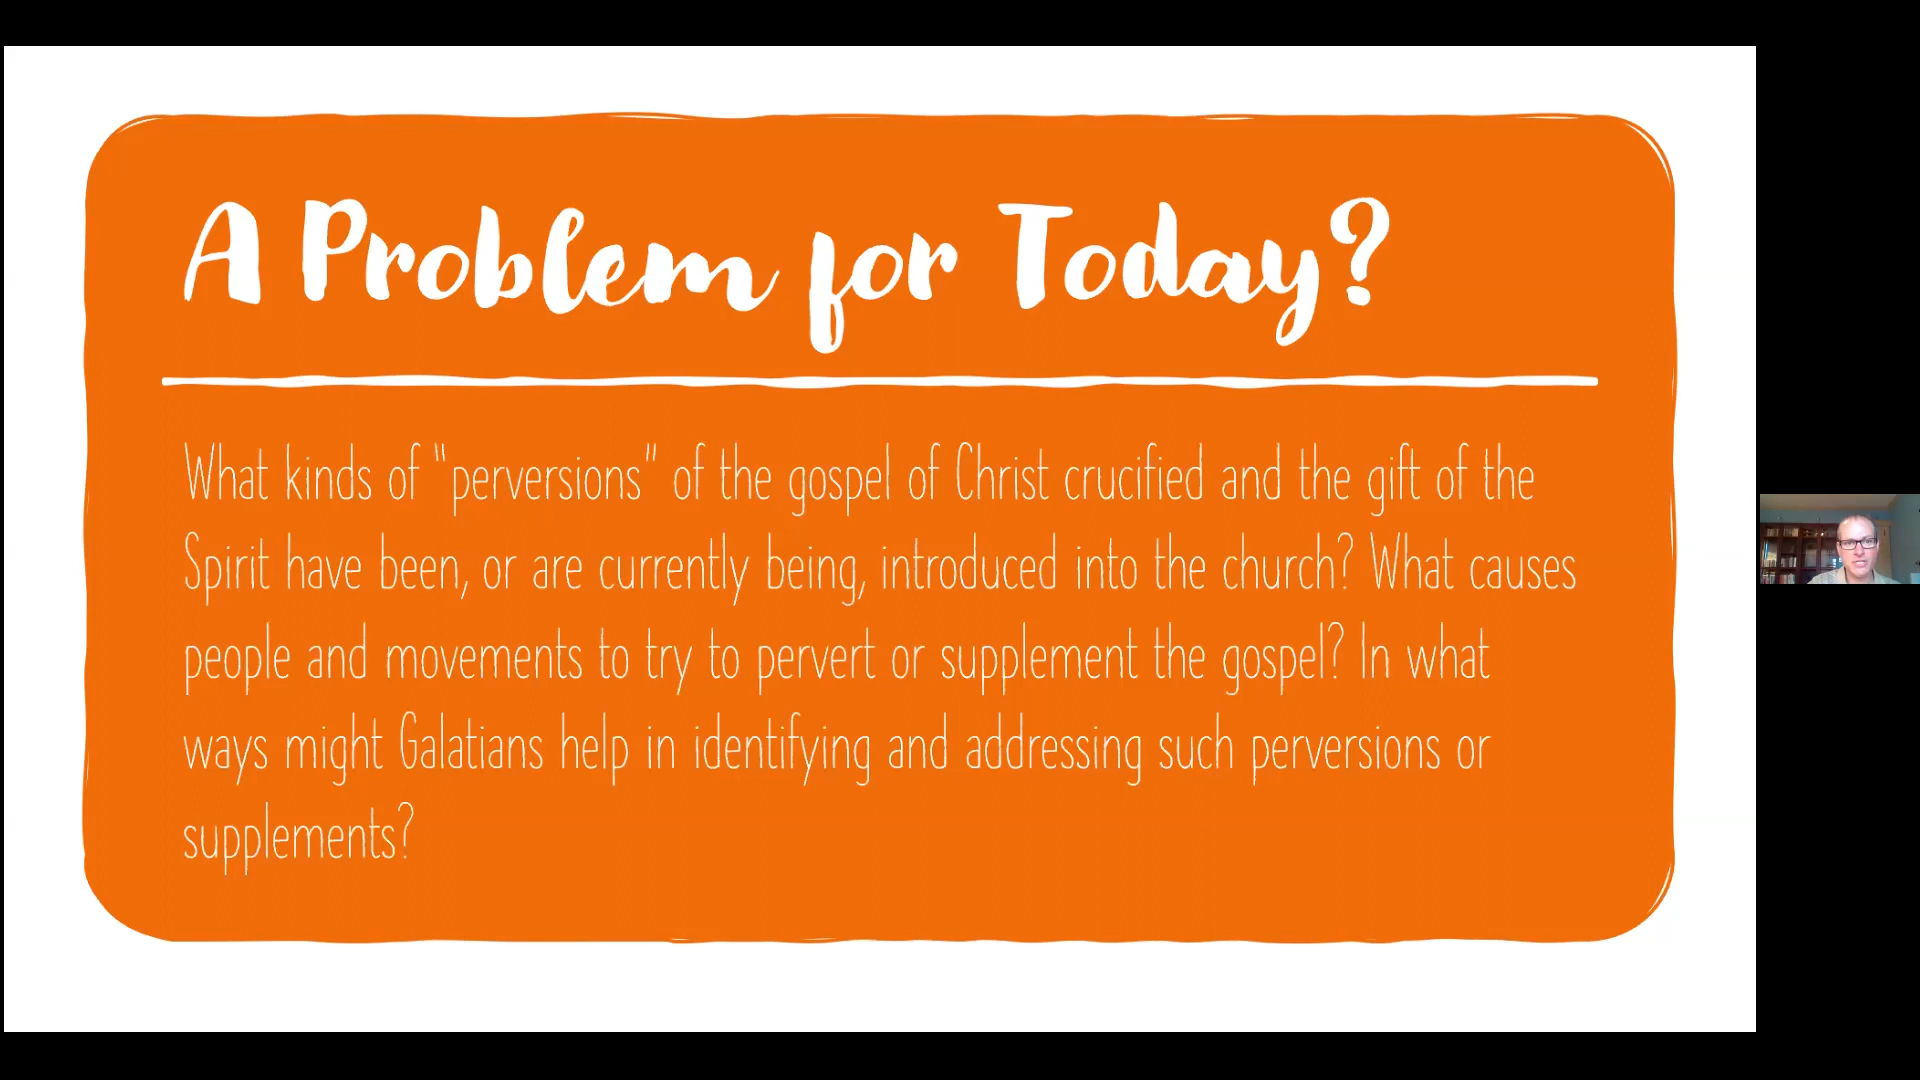 A Problem for Today?
What kinds of "perversions" of the gospel of Christ crucified and the gift of the
Spirit have been, or are currently being, introduced into the church? What causes
people and movements to try to pervert or supplement the gospel? In what
ways might Galatians help in identifying and addressing such perversions or
supplements?